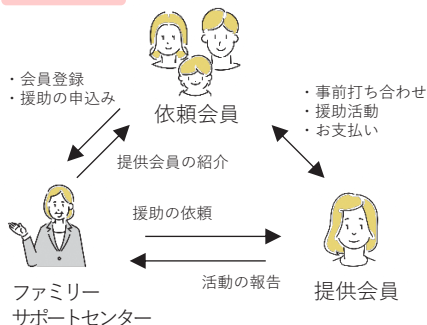 ・会員登録
・援助の申込み
依頼会員
・事前打ち合わせ
・援助活動
・お支払い
提供会員の紹介
援助の依頼
活動の報告
ファミリー
サポートセンター
提供会員